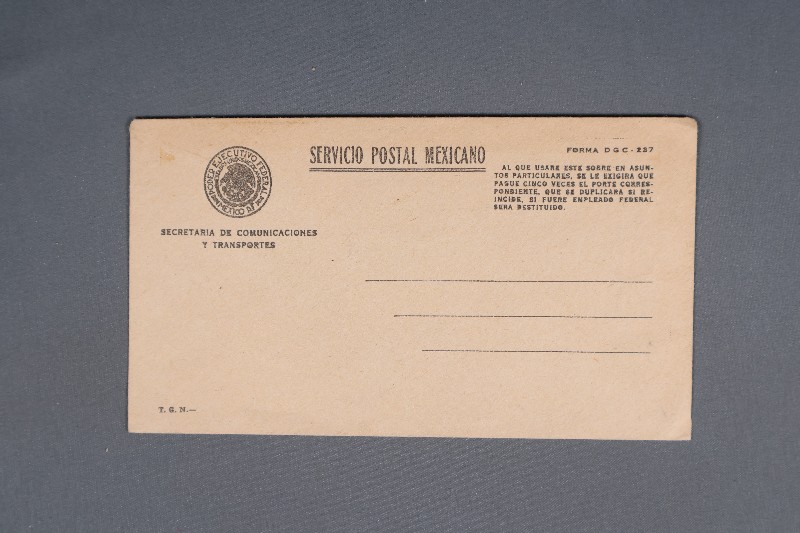 PODER EJECUTIVO FEDERAL
MEXICO D.F.
SECRETARIA DE COMUNICACIONES
Y TRANSPORTES
SERVICIO POSTAL MEXICANO
FORMA DGC-237
AL QUE USARE ESTE SOBRE EN ASUN-
TOS PARTICULARES, SE LE EXIGIRA QUE
PAGUE CINCO VECES EL PORTE CORRES-
PONDIENTE, QUE SE DUPLICARA SI RE-
INCIDE, SI FUERE EMPLEADO FEDERAL
SERA DESTITUIDO.
T. G. N.—